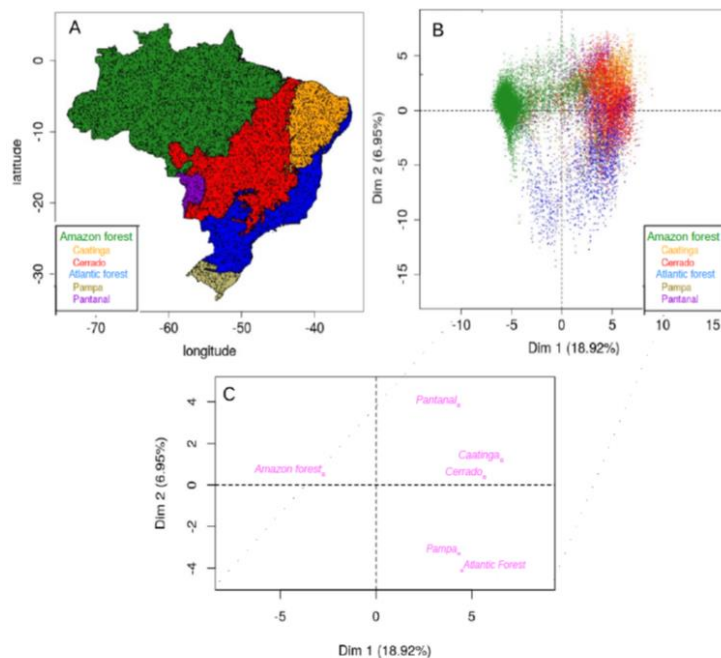 A
0
-10
-20
-30
latitude
-70
-60
-50
-40
longitude
Amazon forest
Caatinga
Cerrado
Atlantic forest
Pampa
Pantanal
B
5
0
-5
-10
-15
Dim 2 (6.95%)
-10
-5
0
5
10
15
Dim 1 (18.92%)
Amazon forest
Caatinga
Cerrado
Atlantic forest
Pampa
Pantanal
C
4
2
0
-2
-4
Dim 2 (6.95%)
Pantanal
Caatinga
Cerrado
Amazon forest
Pampa
Atlantic Forest
-5
0
5
Dim 1 (18.92%)